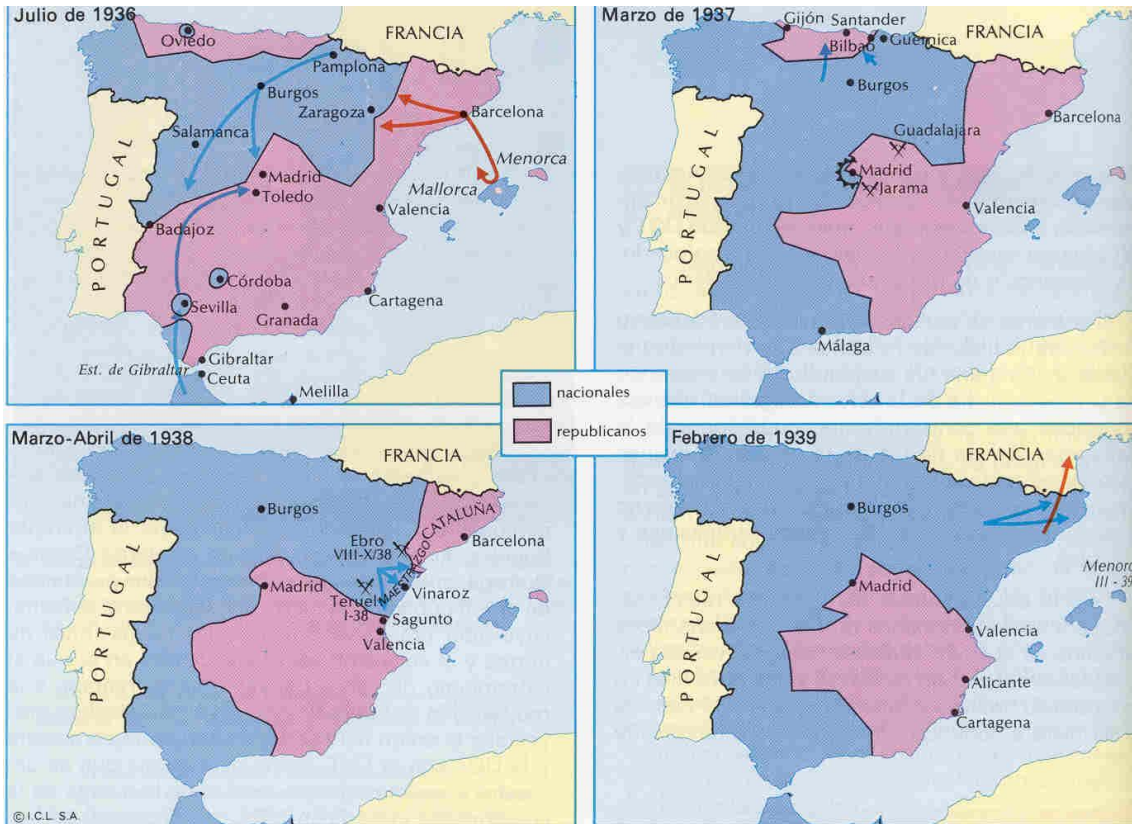 Julio de 1936
FRANCIA
Oviedo
Pamplona
Burgos
Zaragoza
Barcelona
Salamanca
Menorca
Madrid
Mallorca
Toledo
Valencia
PORTUGAL
Badajoz
Córdoba
Sevilla
Cartagena
Granada
Gibraltar
Est. de Gibraltar
Ceuta
Melilla
Marzo de 1937
Gijón
Santander
FRANCIA
Bilbao
Guernica
Burgos
Barcelona
Guadalajara
Madrid
Jarama
PORTUGAL
Valencia
Málaga
nacionales
republicanos
Marzo-Abril de 1938
FRANCIA
Burgos
CATALUÑA
Ebro
VIII-X/38
Barcelona
MAESTRAZGO
Madrid
Teruel
I-38
Vinaroz
Sagunto
Valencia
PORTUGAL
Febrero de 1939
FRANCIA
Burgos
Menorc
III - 39
Madrid
PORTUGAL
Valencia
Alicante
Cartagena
© I.C.L. S.A.